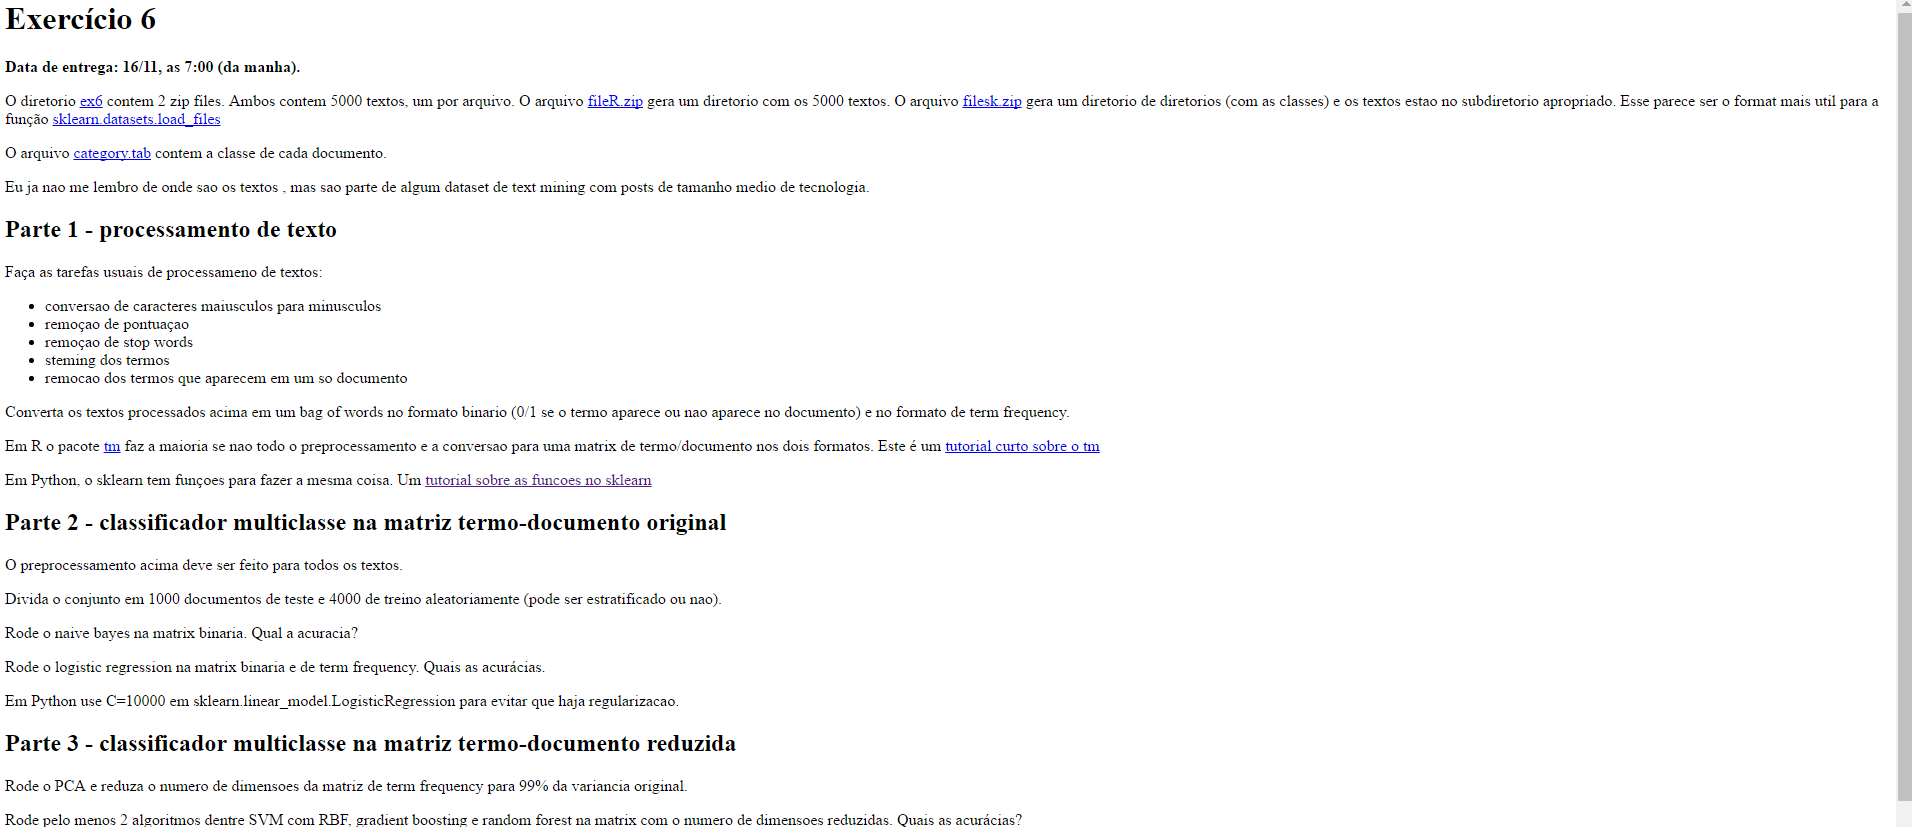 Exercício 6
Data de entrega: 16/11, as 7:00 (da manha).
O diretorio ex6 contem 2 zip files. Ambos contem 5000 textos, um por arquivo. O arquivo fileR.zip gera um diretorio com os 5000 textos. O arquivo filesk.zip gera um diretorio de diretorios (com as classes) e os textos estao no subdiretorio apropriado. Esse parece ser o format mais util para a
função sklearn.datasets.load_files
O arquivo category.tab contem a classe de cada documento.
Eu ja nao me lembro de onde sao os textos , mas sao parte de algum dataset de text mining com posts de tamanho medio de tecnologia.
Parte 1 - processamento de texto
Faça as tarefas usuais de processameno de textos:
• conversao de caracteres maiusculos para minusculos
• remoçao de pontuaçao
• remoçao de stop words
• steming dos termos
• remocao dos termos que aparecem em um so documento
Converta os textos processados acima em um bag of words no formato binario (0/1 se o termo aparece ou nao aparece no documento) e no formato de term frequency.
Em R o pacote tm faz a maioria se nao todo o preprocessamento e a conversao para uma matrix de termo/documento nos dois formatos. Este é um tutorial curto sobre o tm
Em Python, o sklearn tem funçoes para fazer a mesma coisa. Um tutorial sobre as funcoes no sklearn
Parte 2 - classificador multiclasse na matriz termo-documento original
O preprocessamento acima deve ser feito para todos os textos.
Divida o conjunto em 1000 documentos de teste e 4000 de treino aleatoriamente (pode ser estratificado ou nao).
Rode o naive bayes na matrix binaria. Qual a acuracia?
Rode o logistic regression na matrix binaria e de term frequency. Quais as acurácias.
Em Python use C=10000 em sklearn.linear_model.LogisticRegression para evitar que haja regularizacao.
Parte 3 - classificador multiclasse na matriz termo-documento reduzida
Rode o PCA e reduza o numero de dimensoes da matriz de term frequency para 99% da variancia original.
Rode pelo menos 2 algoritmos dentre SVM com RBF, gradient boosting e random forest na matrix com o numero de dimensoes reduzidas. Quais as acurácias?